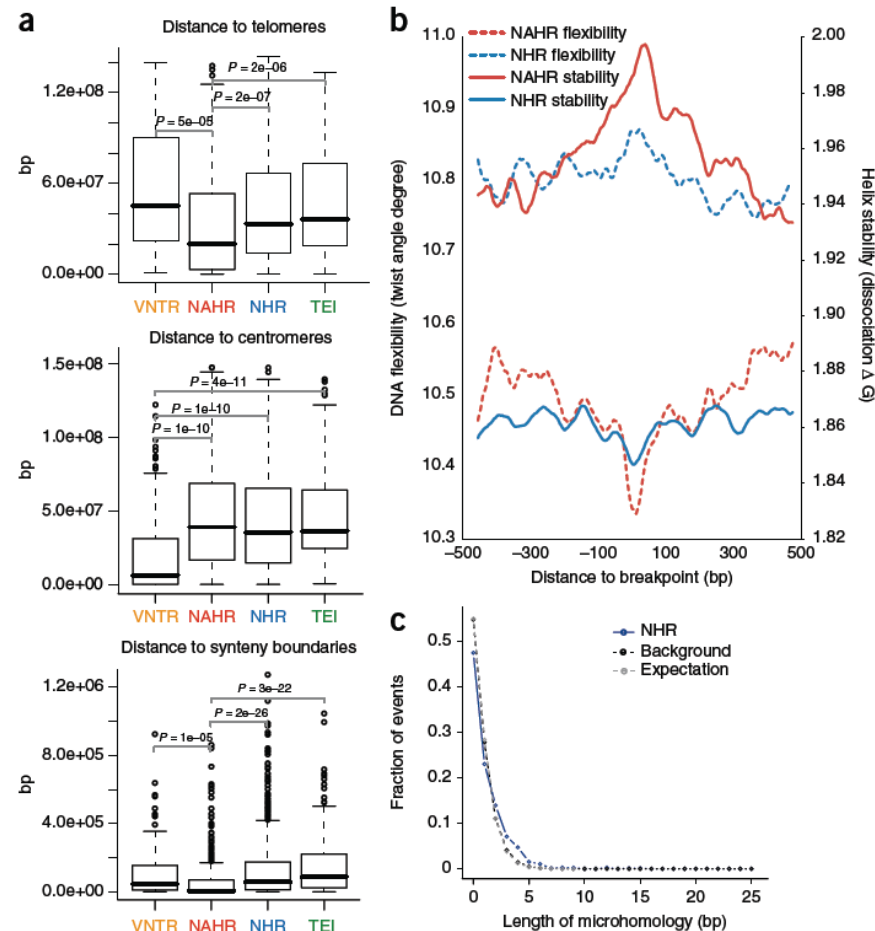 a
Distance to telomeres
1.2e+08
6.0e+07
0.0e+00
bp
P = 2e–06
P = 2e–07
P = 5e–05
VNTR NAHR NHR TEI
Distance to centromeres
1.5e+08
1.0e+08
5.0e+07
0.0e+00
bp
P = 4e–11
P = 1e–10
P = 1e–10
VNTR NAHR NHR TEI
Distance to synteny boundaries
1.2e+06
8.0e+05
4.0e+05
0.0e+00
bp
P = 3e–22
P = 2e–26
P = 1e–05
VNTR NAHR NHR TEI
b
NAHR flexibility
NHR flexibility
NAHR stability
NHR stability
11.0
10.9
10.8
10.7
10.6
10.5
10.4
10.3
DNA flexibility (twist angle degree)
2.00
1.98
1.96
1.94
1.92
1.90
1.88
1.86
1.84
1.82
Helix stability (dissociation Δ G)
–500 –300 –100 100 300 500
Distance to breakpoint (bp)
c
NHR
Background
Expectation
0.5
0.4
0.3
0.2
0.1
0
Fraction of events
0 5 10 15 20 25
Length of microhomology (bp)